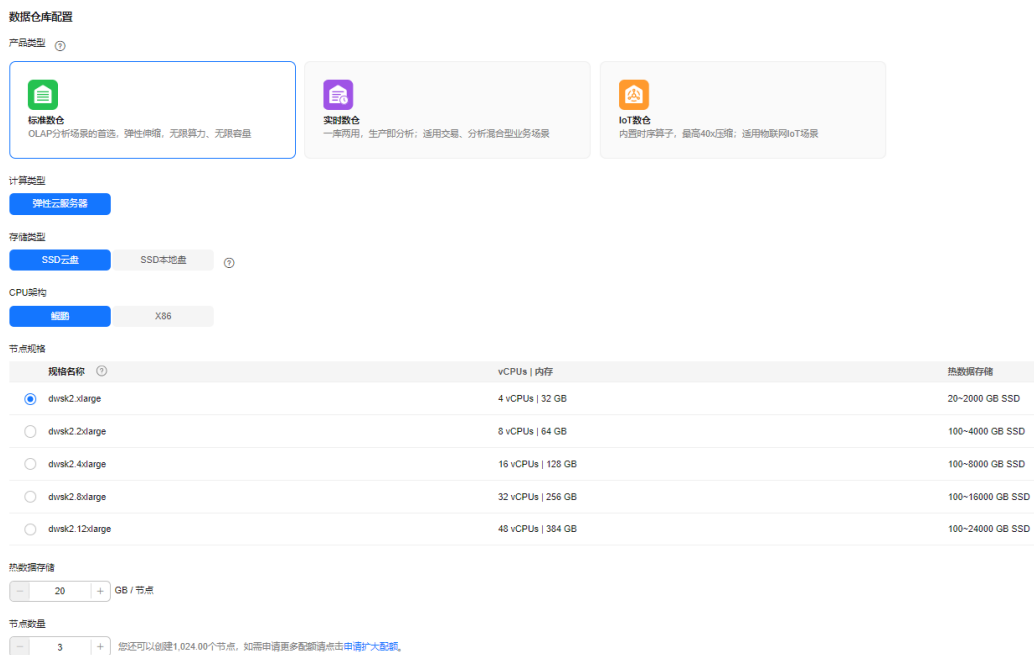 数据仓库配置
产品类型
标准数仓
OLAP分析场景的首选，弹性伸缩，无限算力、无限容量
实时数仓
一库两用，生产即分析；适用交易、分析混合型业务场景
IoT数仓
内置时序算子，最高40x压缩；适用物联网IoT场景
计算类型
弹性云服务器
存储类型
SSD云盘 SSD本地盘
CPU架构
鲲鹏 X86
节点规格
规格名称 vCPUs | 内存 热数据存储
dwsk2.xlarge 4 vCPUs | 32 GB 20~2000 GB SSD
dwsk2.2xlarge 8 vCPUs | 64 GB 100~4000 GB SSD
dwsk2.4xlarge 16 vCPUs | 128 GB 100~8000 GB SSD
dwsk2.8xlarge 32 vCPUs | 256 GB 100~16000 GB SSD
dwsk2.12xlarge 48 vCPUs | 384 GB 100~24000 GB SSD
热数据存储
- 20 + GB / 节点
节点数量
- 3 + 您还可以创建1,024.00个节点，如需申请更多配额请点击申请扩大配额。